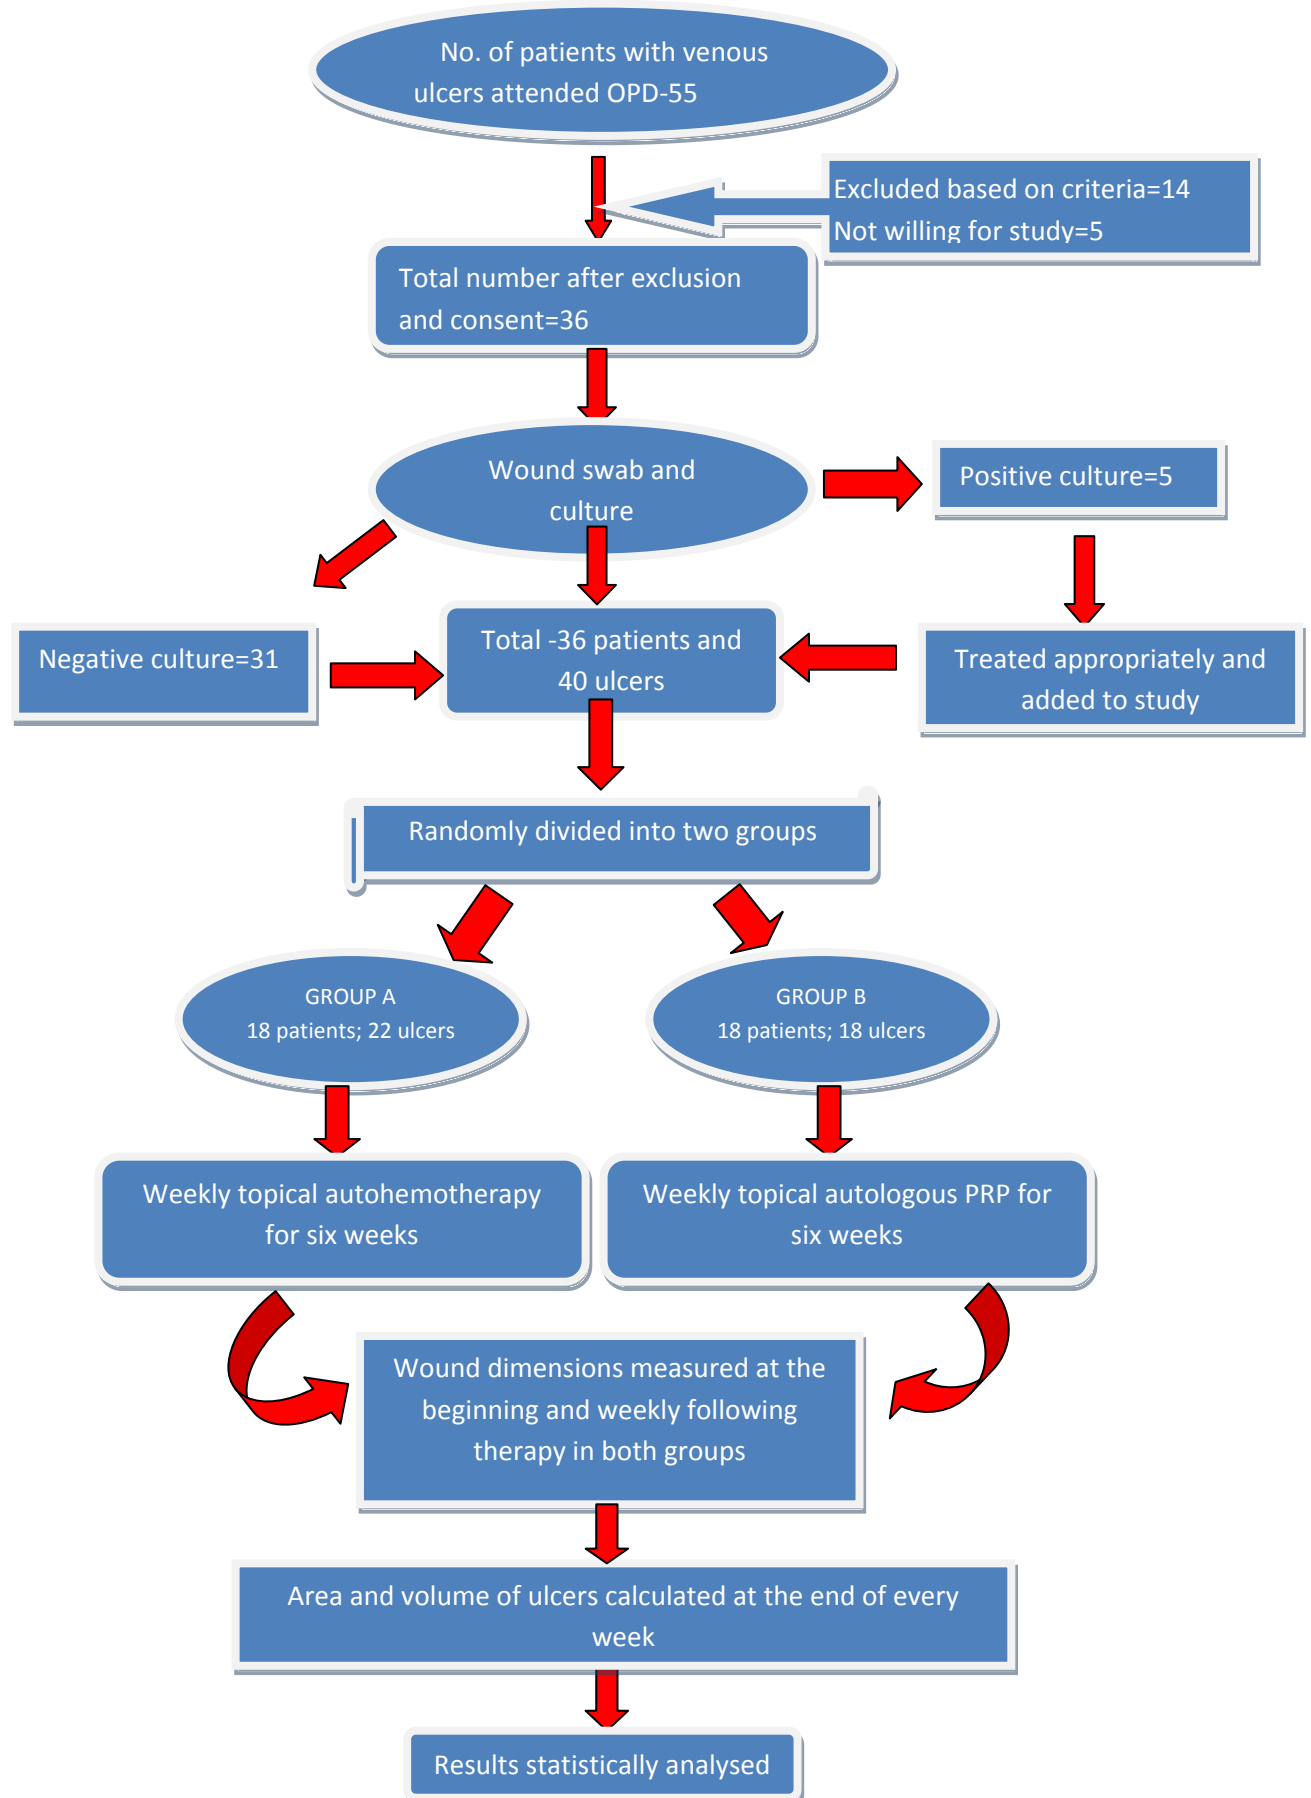 No. of patients with venous
ulcers attended OPD-55
Excluded based on criteria=14
Not willing for study=5
Total number after exclusion
and consent=36
Wound swab and
culture
Positive culture=5
Negative culture=31
Total -36 patients and
40 ulcers
Treated appropriately and
added to study
Randomly divided into two groups
GROUP A
18 patients; 22 ulcers
GROUP B
18 patients; 18 ulcers
Weekly topical autohemotherapy
for six weeks
Weekly topical autologous PRP for
six weeks
Wound dimensions measured at the
beginning and weekly following
therapy in both groups
Area and volume of ulcers calculated at the end of every
week
Results statistically analysed